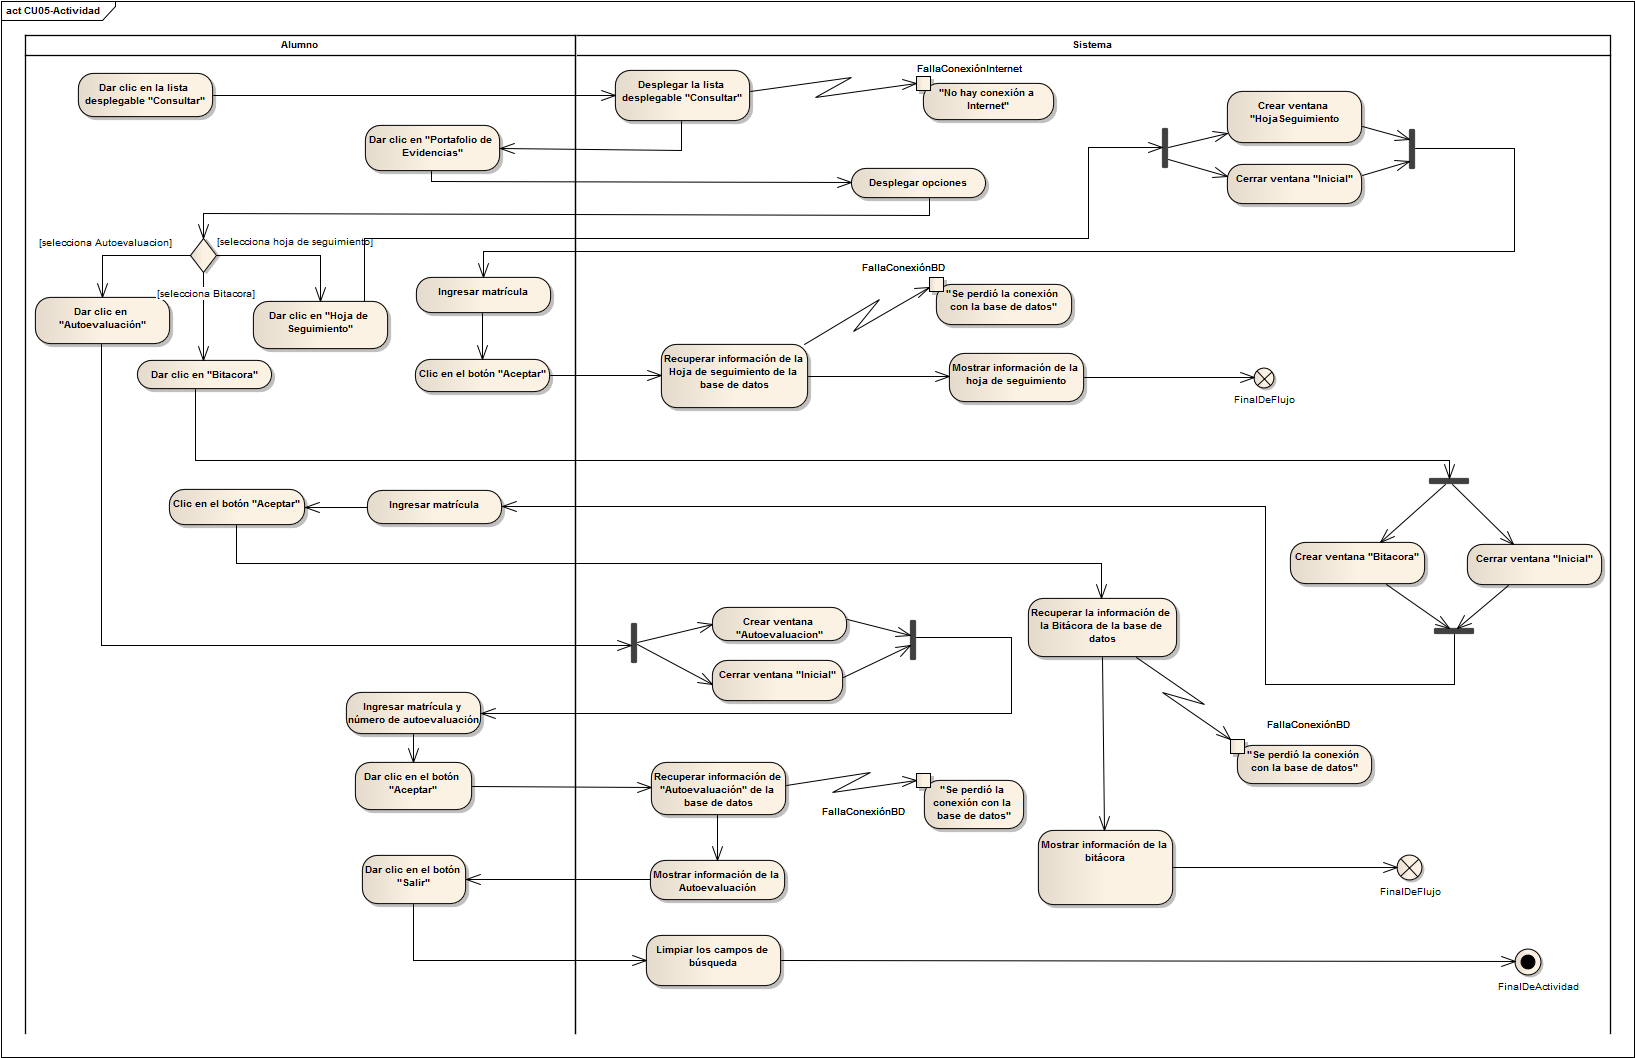 act CU05-Actividad
Alumno
Sistema
Dar clic en la lista
desplegable "Consultar"
Desplegar la lista
desplegable "Consultar"
FallaConexiónInternet
"No hay conexión a
Internet"
Crear ventana
"HojaSeguimiento
Dar clic en "Portafolio de
Evidencias"
Desplegar opciones
Cerrar ventana "Inicial"
[selecciona Autoevaluacion]
[selecciona hoja de seguimiento]
[selecciona Bitacora]
Dar clic en
"Autoevaluación"
Dar clic en "Hoja de
Seguimiento"
Dar clic en "Bitacora"
Ingresar matrícula
Clic en el botón "Aceptar"
FallaConexiónBD
"Se perdió la conexión
con la base de datos"
Recuperar información de la
Hoja de seguimiento de la
base de datos
Mostrar información de la
hoja de seguimiento
FinalDeFlujo
Clic en el botón "Aceptar"
Ingresar matrícula
Crear ventana "Bitacora"
Cerrar ventana "Inicial"
Recuperar la información de
la Bitácora de la base de
datos
Crear ventana
"Autoevaluacion"
Cerrar ventana "Inicial"
Ingresar matrícula y
número de autoevaluación
FallaConexiónBD
"Se perdió la conexión
con la base de datos"
Dar clic en el botón
"Aceptar"
Recuperar información de
"Autoevaluación" de la
base de datos
FallaConexiónBD
"Se perdió la
conexión con la
base de datos"
Mostrar información de la
bitácora
FinalDeFlujo
Dar clic en el botón
"Salir"
Mostrar información de la
Autoevaluación
Limpiar los campos de
búsqueda
FinalDeActividad